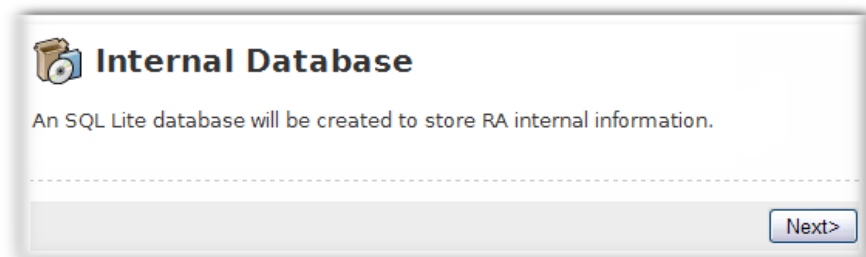 Internal Database
An SQL Lite database will be created to store RA internal information.
Next>